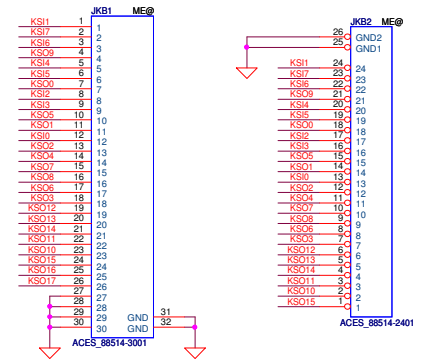 JKB1 ME@
KSI1 1 1
KSI7 2 2
KSI6 3 3
KSO9 4 4
KSI4 5 5
KSI5 6 6
KSO0 7 7
KSI2 8 8
KSI3 9 9
KSO5 10 10
KSO1 11 11
KSI0 12 12
KSO2 13 13
KSO4 14 14
KSO7 15 15
KSO8 16 16
KSO6 17 17
KSO3 18 18
KSO12 19 19
KSO13 20 20
KSO14 21 21
KSO11 22 22
KSO10 23 23
KSO15 24 24
KSO16 25 25
KSO17 26 26
27 27
28 28
29 29 GND 31
30 30 GND 32
ACES_88514-3001
JKB2 ME@
26 GND2
25 GND1
KSI1 24 24
KSI7 23 23
KSI6 22 22
KSO9 21 21
KSI4 20 20
KSI5 19 19
KSO0 18 18
KSI2 17 17
KSI3 16 16
KSO5 15 15
KSO1 14 14
KSI0 13 13
KSO2 12 12
KSO4 11 11
KSO7 10 10
KSO8 9 9
KSO6 8 8
KSO3 7 7
KSO12 6 6
KSO13 5 5
KSO14 4 4
KSO11 3 3
KSO10 2 2
KSO15 1 1
ACES_88514-2401